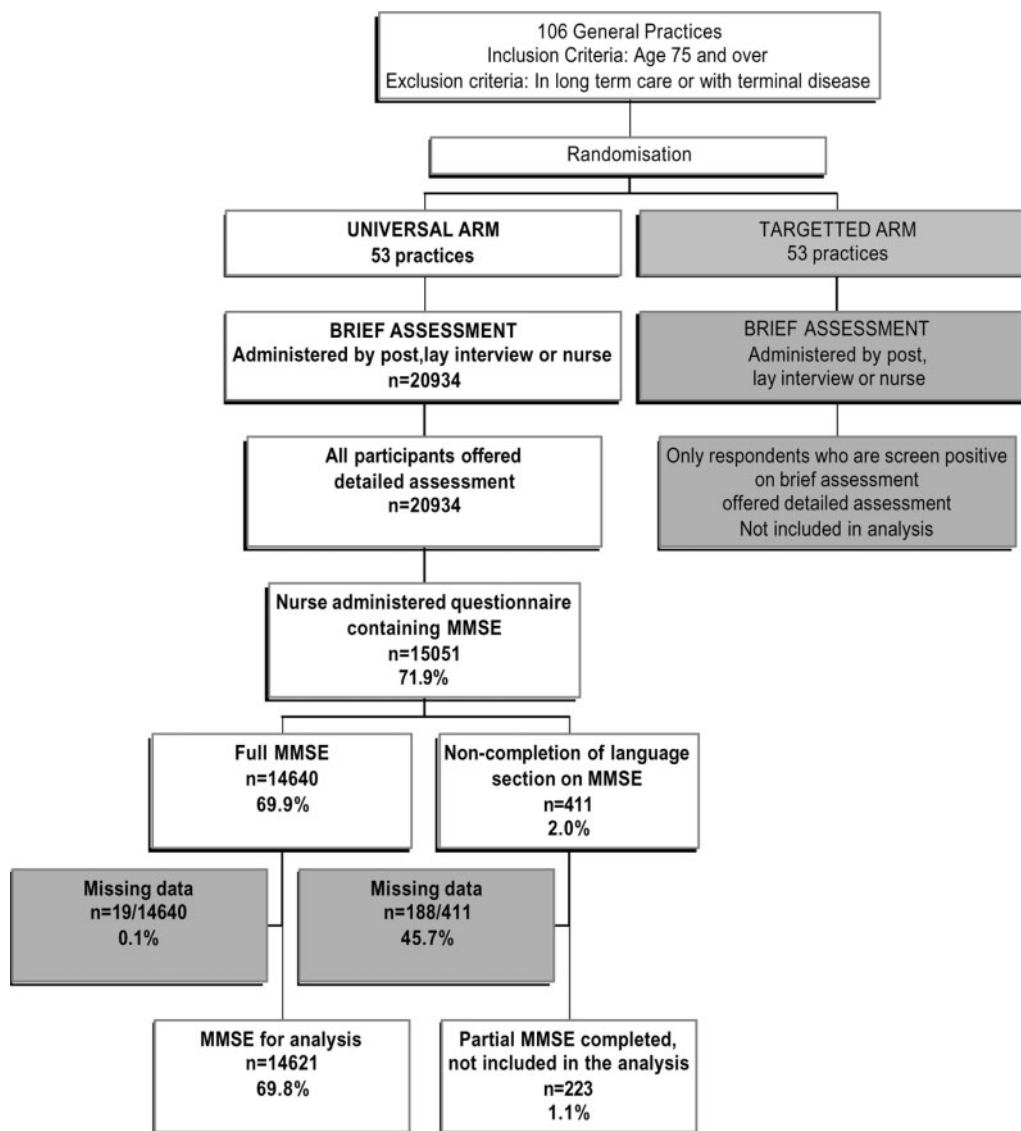 106 General Practices
Inclusion Criteria: Age 75 and over
Exclusion criteria: In long term care or with terminal disease
Randomisation
UNIVERSAL ARM
53 practices
TARGETTED ARM
53 practices
BRIEF ASSESSMENT
Administered by post,lay interview or nurse
n=20934
BRIEF ASSESSMENT
Administered by post,
lay interview or nurse
All participants offered
detailed assessment
n=20934
Only respondents who are screen positive
on brief assessment
offered detailed assessment
Not included in analysis
Nurse administered questionnaire
containing MMSE
n=15051
71.9%
Full MMSE
n=14640
69.9%
Non-completion of language
section on MMSE
n=411
2.0%
Missing data
n=19/14640
0.1%
Missing data
n=188/411
45.7%
MMSE for analysis
n=14621
69.8%
Partial MMSE completed,
not included in the analysis
n=223
1.1%